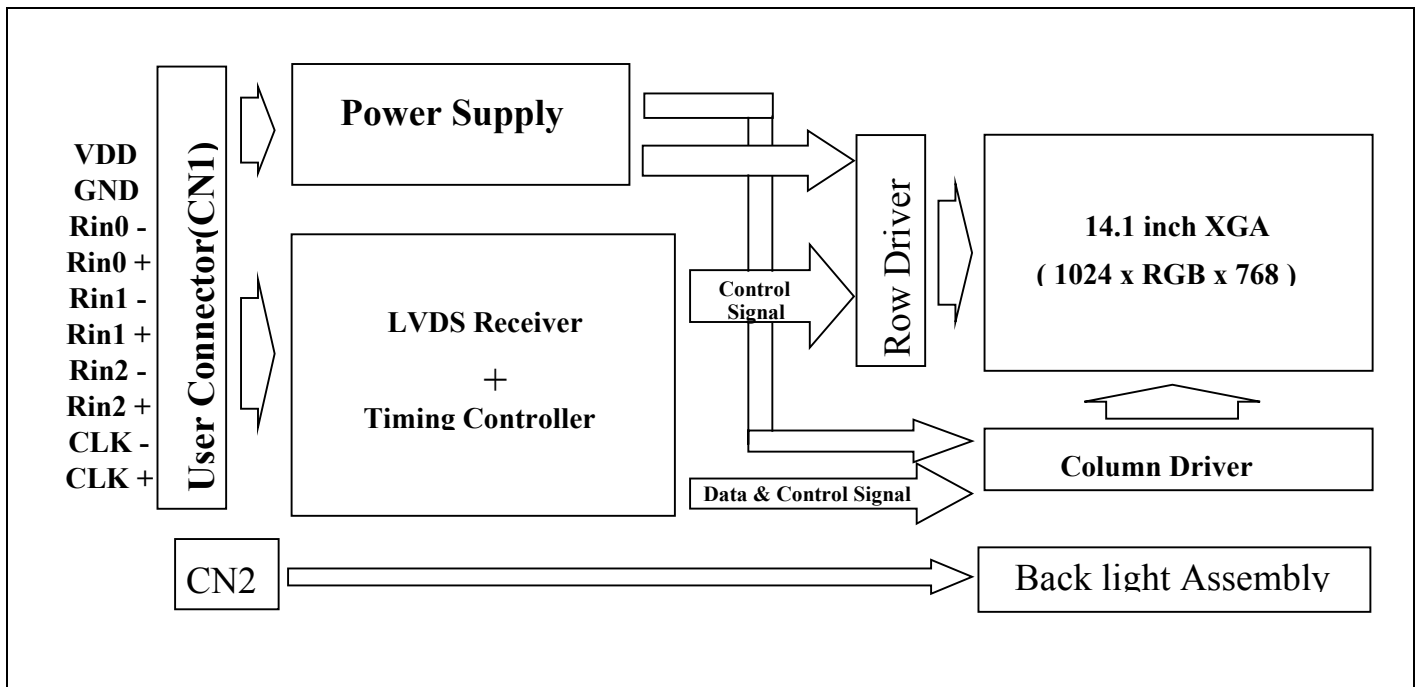 VDD
GND
Rin0 -
Rin0 +
Rin1 -
Rin1 +
Rin2 -
Rin2 +
CLK -
CLK +
User Connector(CN1)
Power Supply
LVDS Receiver
+
Timing Controller
Control
Signal
Data & Control Signal
Row Driver
14.1 inch XGA
( 1024 x RGB x 768 )
Column Driver
CN2
Back light Assembly